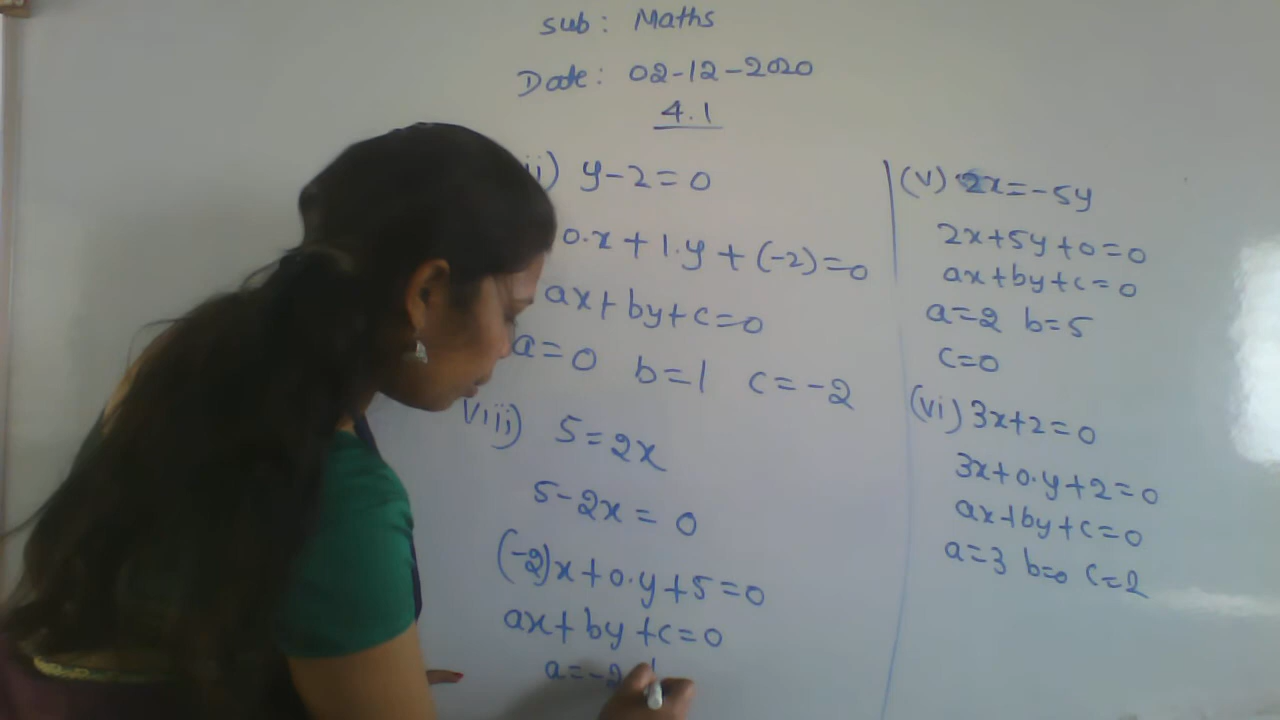 sub: Maths
Date: 02-12-2020
4.1
ii) y-2=0
0.x+1.y+(-2)=0
ax+by+c=0
a=0 b=1 c=-2
viii) 5=2x
5-2x=0
(-2)x+0.y+5=0
ax+by+c=0
a=-2
(v) 2x=-5y
2x+5y+0=0
ax+by+c=0
a=2 b=5
c=0
(vi) 3x+2=0
3x+0.y+2=0
ax+by+c=0
a=3 b=0 c=2